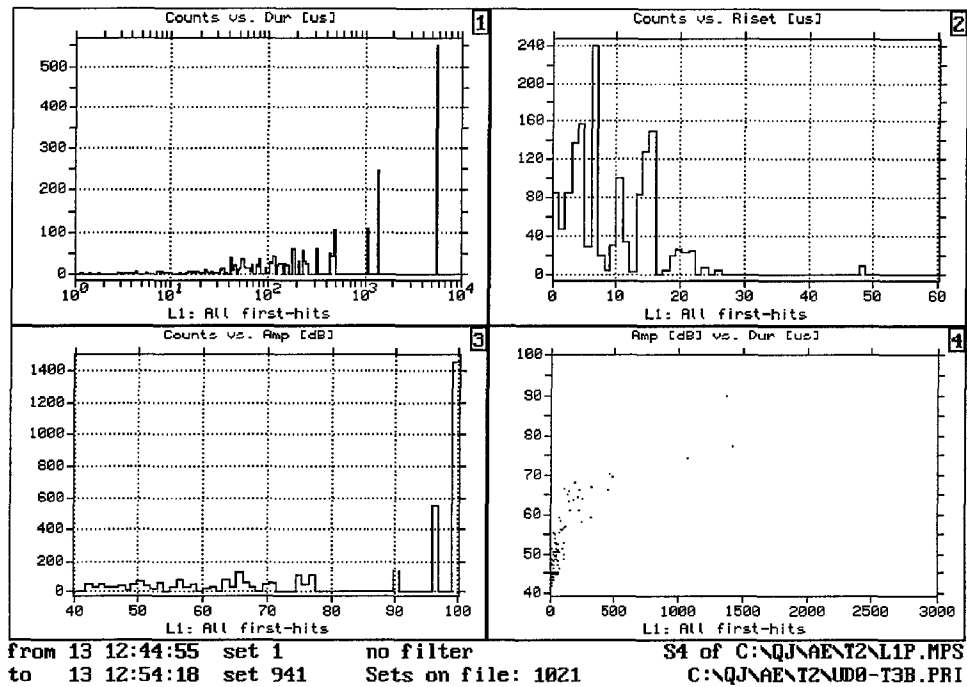 Counts vs. Dur [us]
1
500
400
300
200
100
0
10^0 10^1 10^2 10^3 10^4
L1: All first-hits
Counts vs. Riset [us]
2
240
200
160
120
80
40
0
0 10 20 30 40 50 60
L1: All first-hits
Counts vs. Amp [dB]
3
1400
1200
1000
800
600
400
200
0
40 50 60 70 80 90 100
L1: All first-hits
Amp [dB] vs. Dur [us]
4
100
90
80
70
60
50
40
0 500 1000 1500 2000 2500 3000
L1: All first-hits
from 13 12:44:55 set 1 no filter S4 of C:\QJ\AE\T2\L1P.MPS
to 13 12:54:18 set 941 Sets on file: 1021 C:\QJ\AE\T2\UD0-T3B.PRI